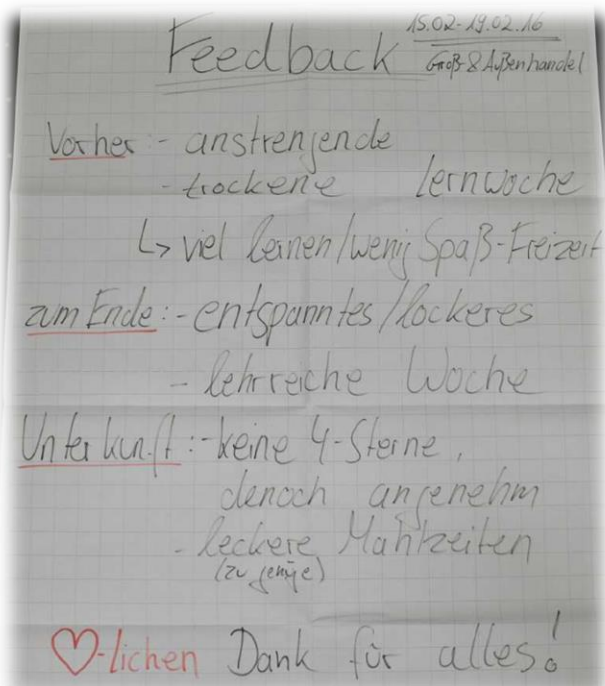 Feedback 15.02-19.02.16
Groß & Außenhandel
Vorher: - anstrengende
- trockene Lernwoche
↳ viel lernen/wenig Spaß-Freizeit
zum Ende: - entspanntes/lockeres
- lehrreiche Woche
Unterkunft: - keine 4-Sterne,
denoch angenehm
- leckere Mahlzeiten
(zu genüge)
♡-lichen Dank für alles!